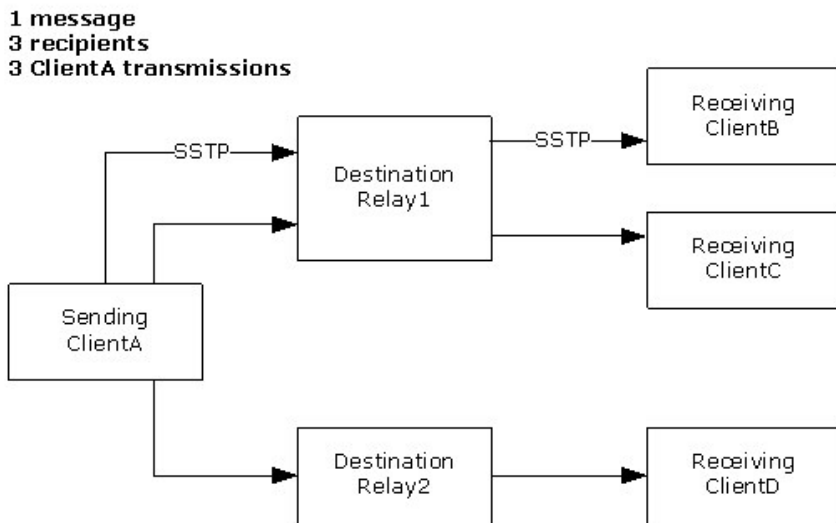 1 message
3 recipients
3 ClientA transmissions
SSTP
Destination
Relay1
SSTP
Receiving
ClientB
Receiving
ClientC
Sending
ClientA
Destination
Relay2
Receiving
ClientD